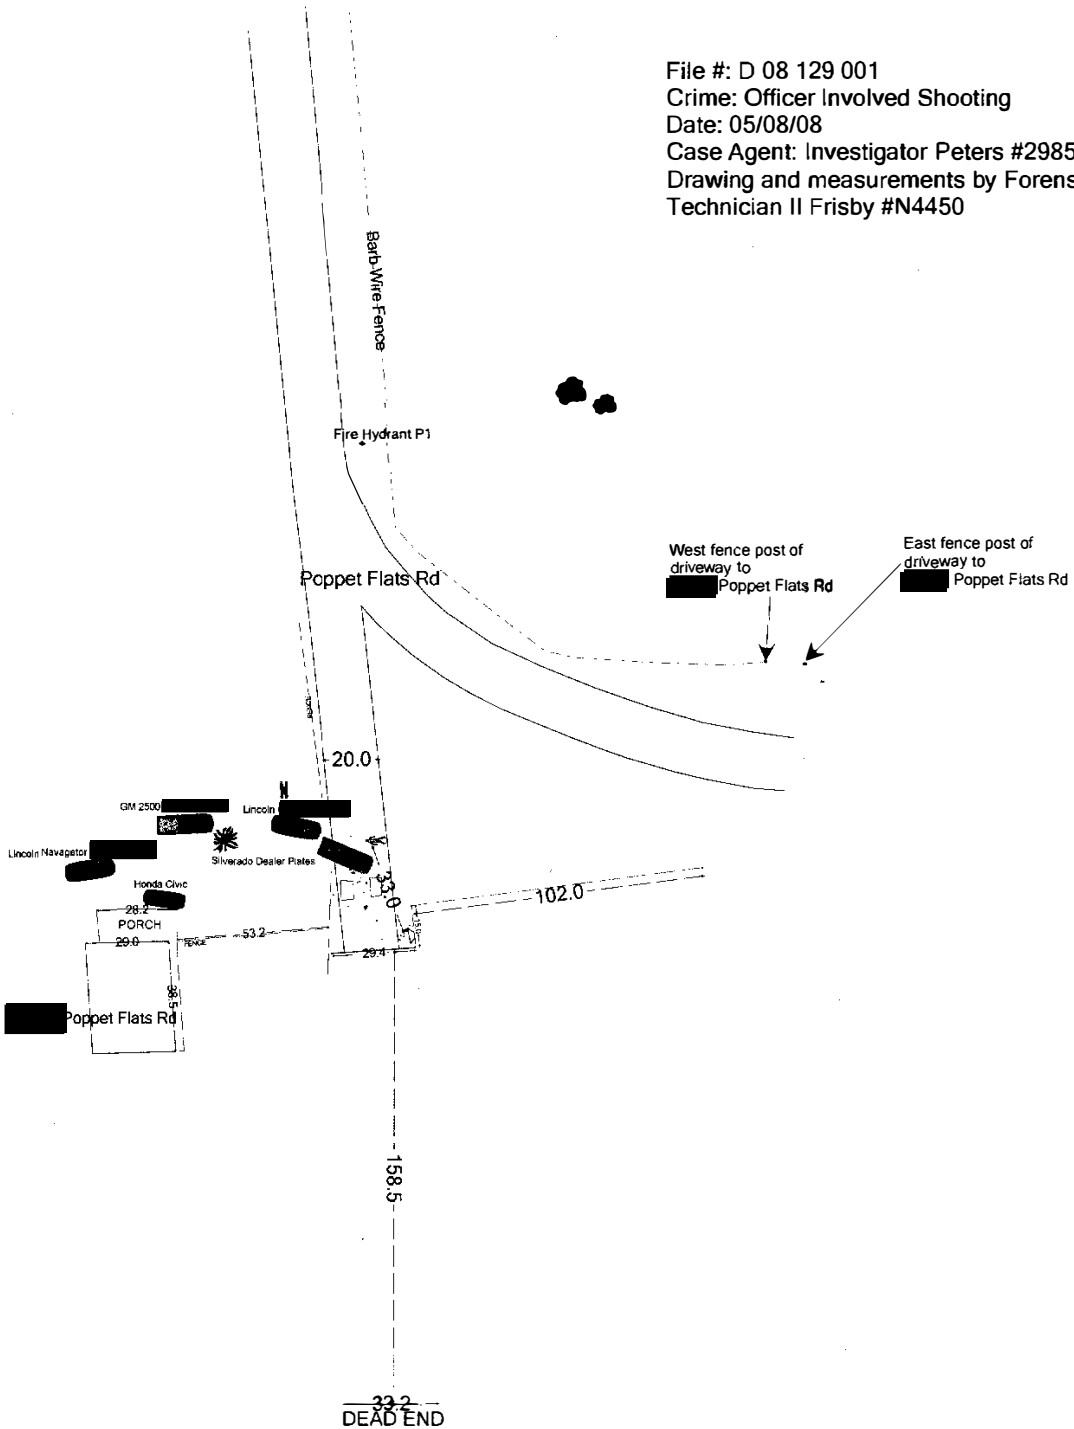 File #: D 08 129 001
Crime: Officer Involved Shooting
Date: 05/08/08
Case Agent: Investigator Peters #2985
Drawing and measurements by Forens
Technician II Frisby #N4450
Barb Wire Fence
Fire Hydrant P1
Poppet Flats Rd
West fence post of
driveway to
Poppet Flats Rd
East fence post of
driveway to
Poppet Flats Rd
20.0
N
GM 2500
Lincoln
Lincoln Navagator
Silverado Dealer Plates
Honda Civic
33.0
102.0
28.2
PORCH
29.0
FENCE
53.2
29.4
38.5
Poppet Flats Rd
158.5
33.2
DEAD END